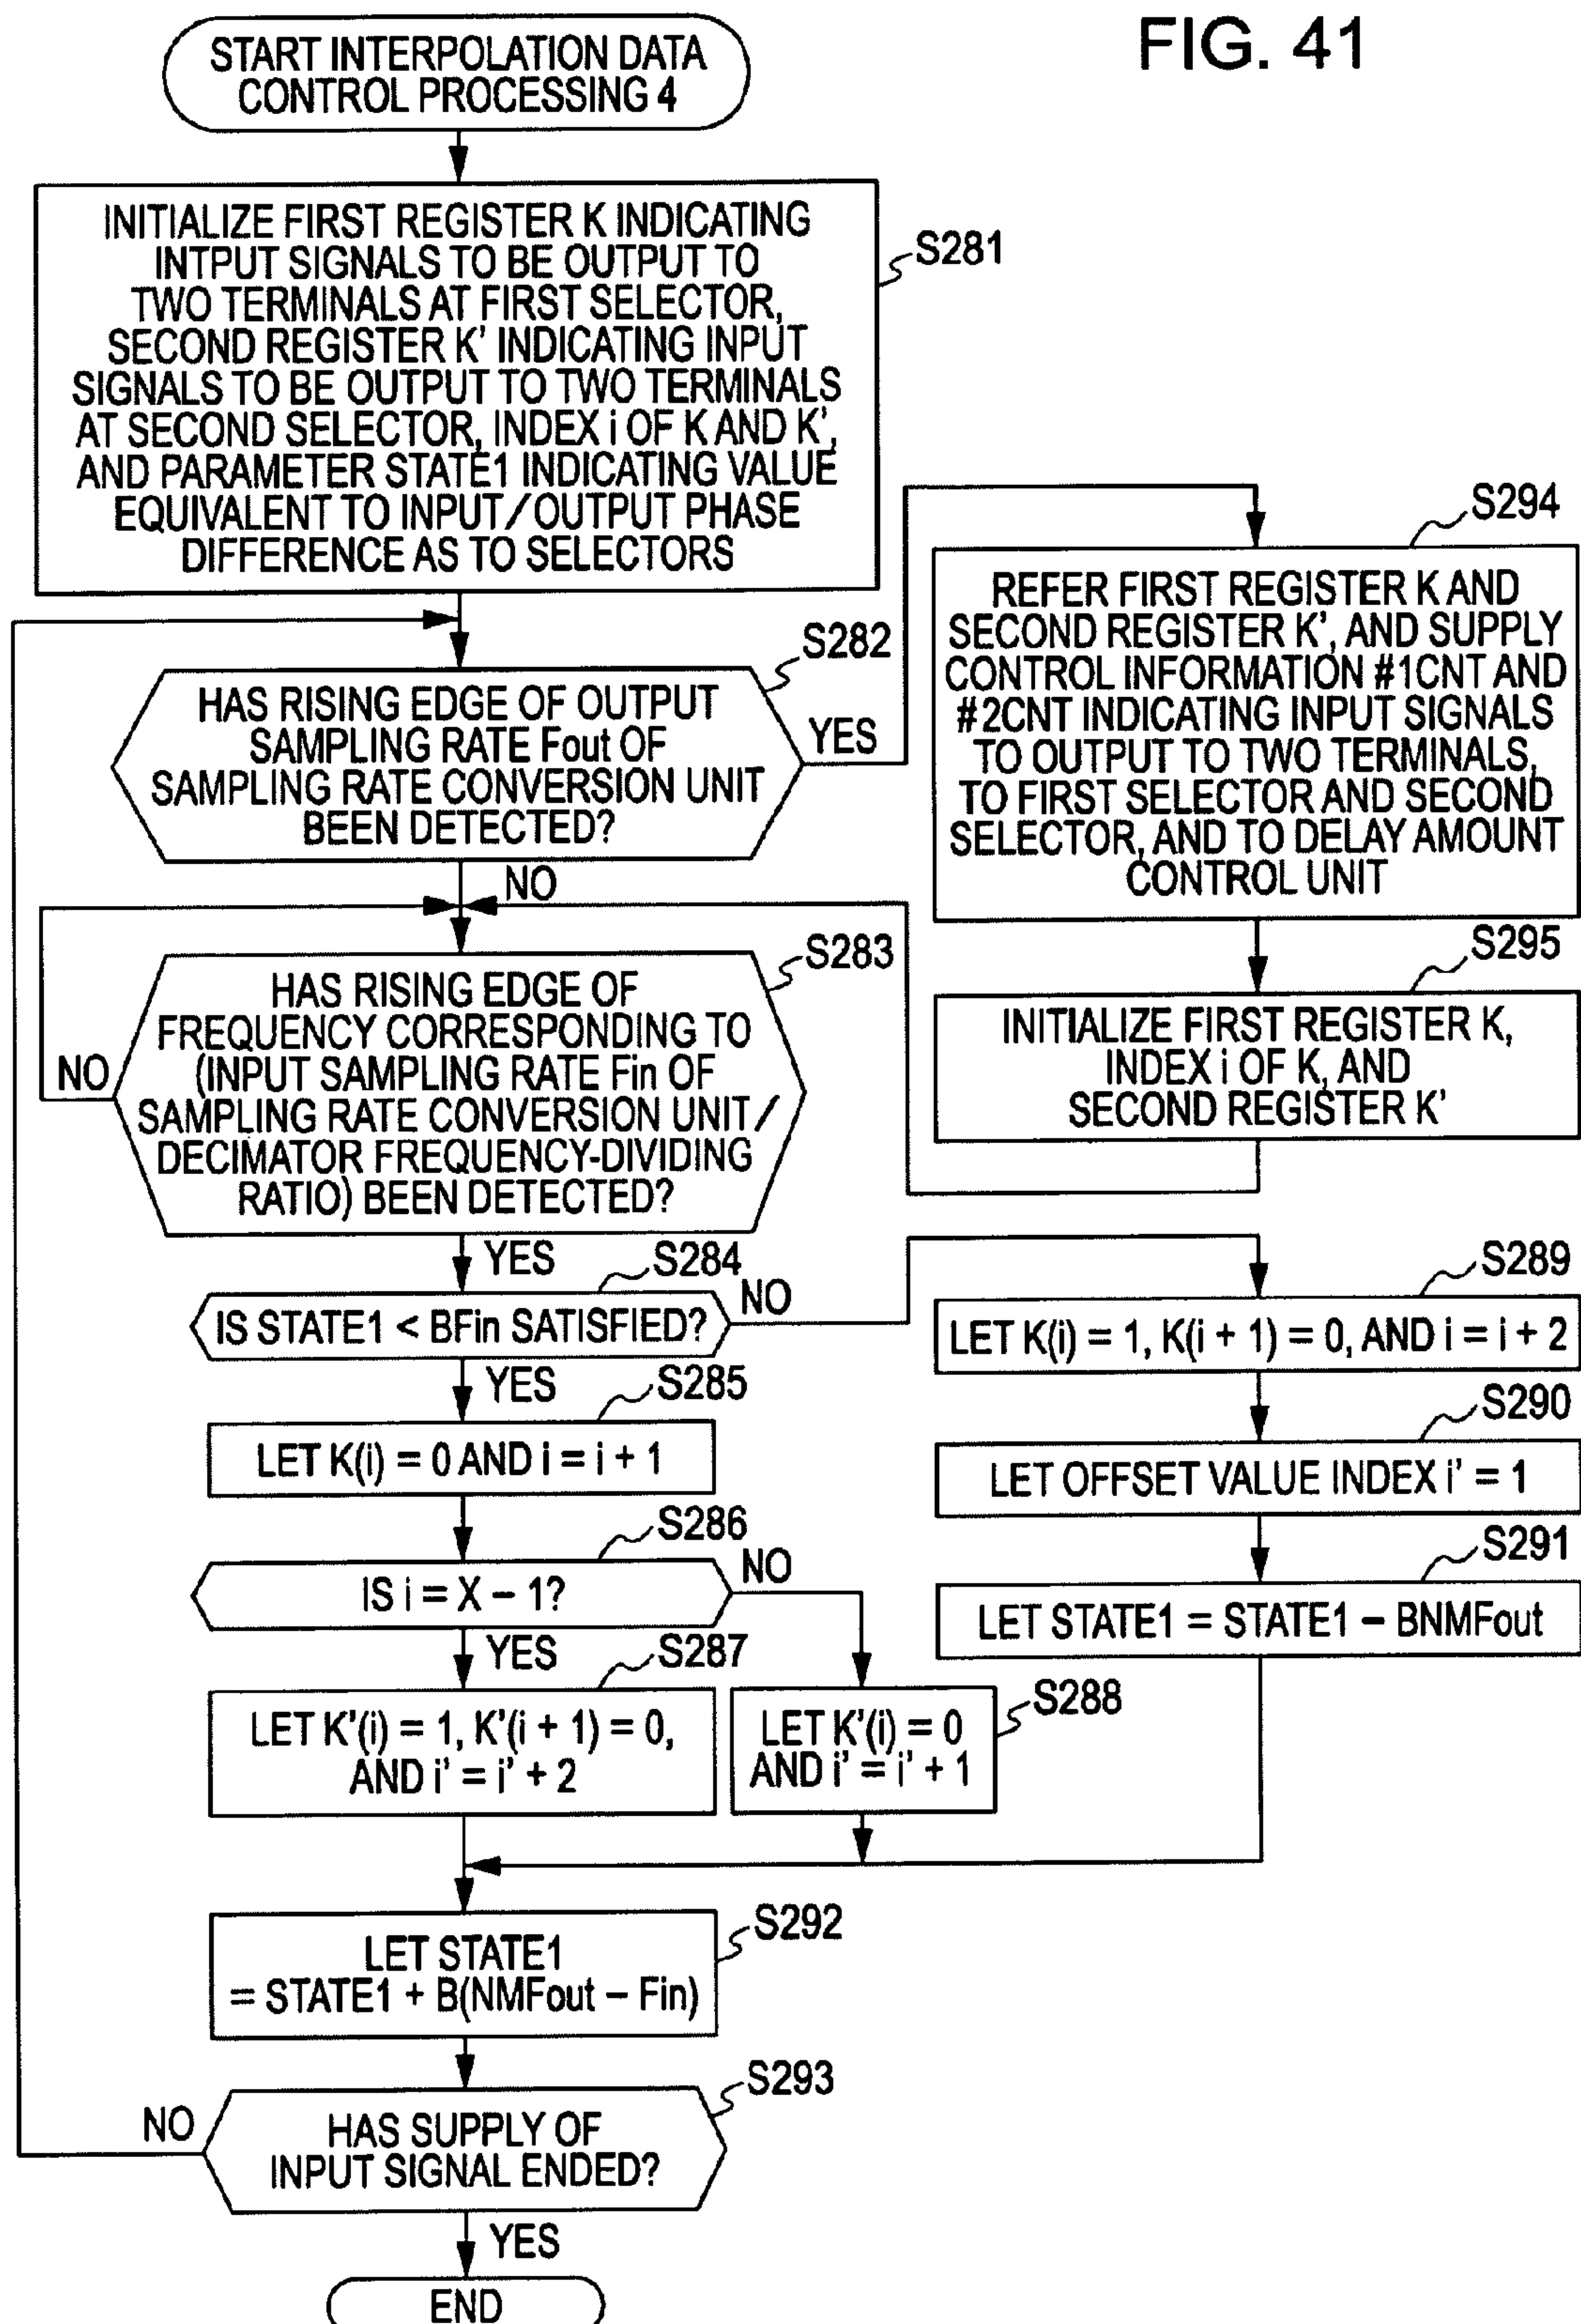 FIG. 41
START INTERPOLATION DATA
CONTROL PROCESSING 4
INITIALIZE FIRST REGISTER K INDICATING
INTPUT SIGNALS TO BE OUTPUT TO
TWO TERMINALS AT FIRST SELECTOR,
SECOND REGISTER K' INDICATING INPUT
SIGNALS TO BE OUTPUT TO TWO TERMINALS
AT SECOND SELECTOR, INDEX i OF K AND K',
AND PARAMETER STATE1 INDICATING VALUE
EQUIVALENT TO INPUT/OUTPUT PHASE
DIFFERENCE AS TO SELECTORS
S281
S282
HAS RISING EDGE OF OUTPUT
SAMPLING RATE Fout OF
SAMPLING RATE CONVERSION UNIT
BEEN DETECTED?
YES
NO
S294
REFER FIRST REGISTER K AND
SECOND REGISTER K', AND SUPPLY
CONTROL INFORMATION #1CNT AND
#2CNT INDICATING INPUT SIGNALS
TO OUTPUT TO TWO TERMINALS,
TO FIRST SELECTOR AND SECOND
SELECTOR, AND TO DELAY AMOUNT
CONTROL UNIT
S295
INITIALIZE FIRST REGISTER K,
INDEX i OF K, AND
SECOND REGISTER K'
S283
HAS RISING EDGE OF
FREQUENCY CORRESPONDING TO
(INPUT SAMPLING RATE Fin OF
SAMPLING RATE CONVERSION UNIT/
DECIMATOR FREQUENCY-DIVIDING
RATIO) BEEN DETECTED?
NO
YES
S284
IS STATE1 < BFin SATISFIED?
NO
YES
S285
LET K(i) = 0 AND i = i + 1
S286
IS i = X – 1?
NO
YES
S287
LET K'(i) = 1, K'(i + 1) = 0,
AND i' = i' + 2
S288
LET K'(i) = 0
AND i' = i' + 1
S289
LET K(i) = 1, K(i + 1) = 0, AND i = i + 2
S290
LET OFFSET VALUE INDEX i' = 1
S291
LET STATE1 = STATE1 – BNMFout
S292
LET STATE1
= STATE1 + B(NMFout – Fin)
S293
HAS SUPPLY OF
INPUT SIGNAL ENDED?
NO
YES
END